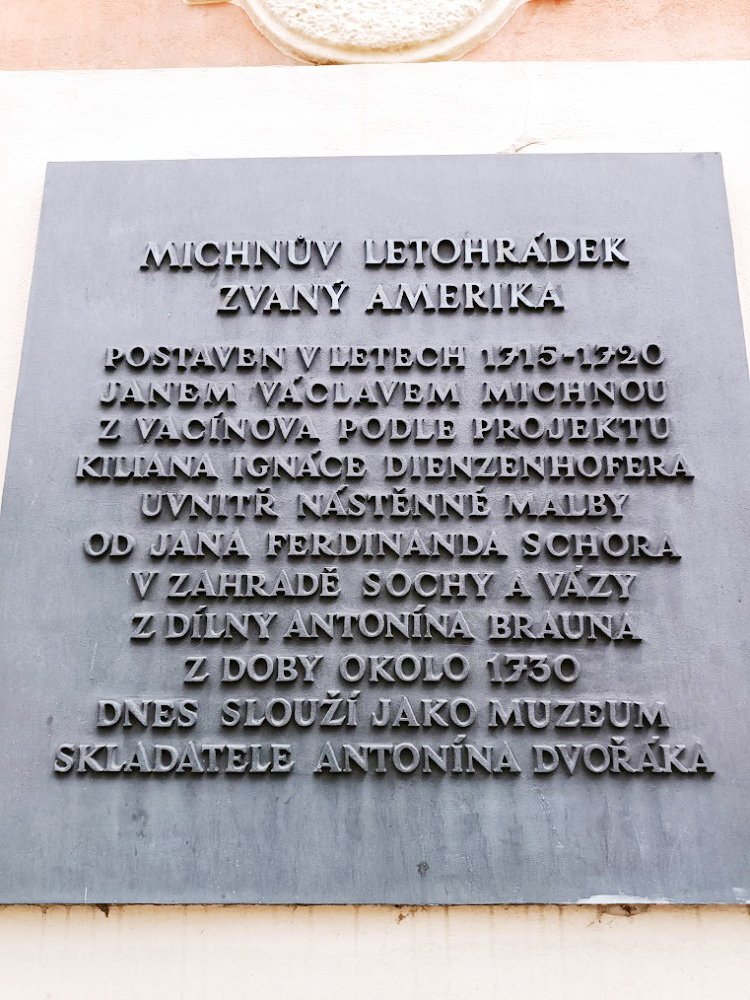 MICHNŮV LETOHRÁDEK
ZVANÝ AMERIKA
POSTAVEN V LETECH 1715-1720
JANEM VÁCLAVEM MICHNOU
Z VACÍNOVA PODLE PROJEKTU
KILIANA IGNÁCE DIENZENHOFERA
UVNITŘ NÁSTĚNNÉ MALBY
OD JANA FERDINANDA SCHORA
V ZAHRADĚ SOCHY A VÁZY
Z DÍLNY ANTONÍNA BRAUNA
Z DOBY OKOLO 1730
DNES SLOUŽÍ JAKO MUZEUM
SKLADATELE ANTONÍNA DVOŘÁKA